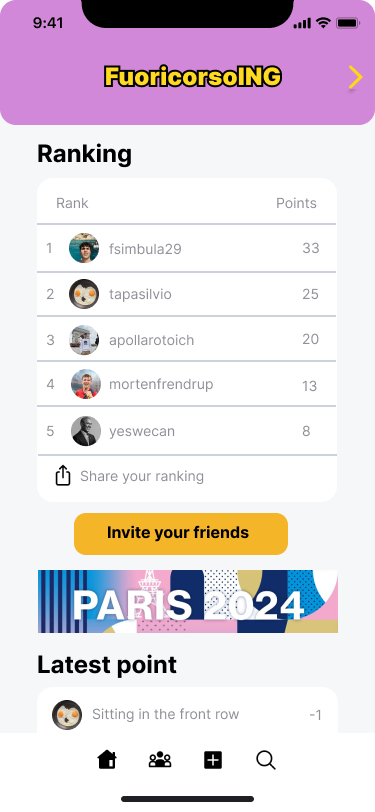 9:41
FuoricorsoING
Ranking
Rank Points
1 fsimbula29 33
2 tapasilvio 25
3 apollarotoich 20
4 mortenfrendrup 13
5 yeswecan 8
Share your ranking
Invite your friends
PARIS 2024
Latest point
Sitting in the front row -1